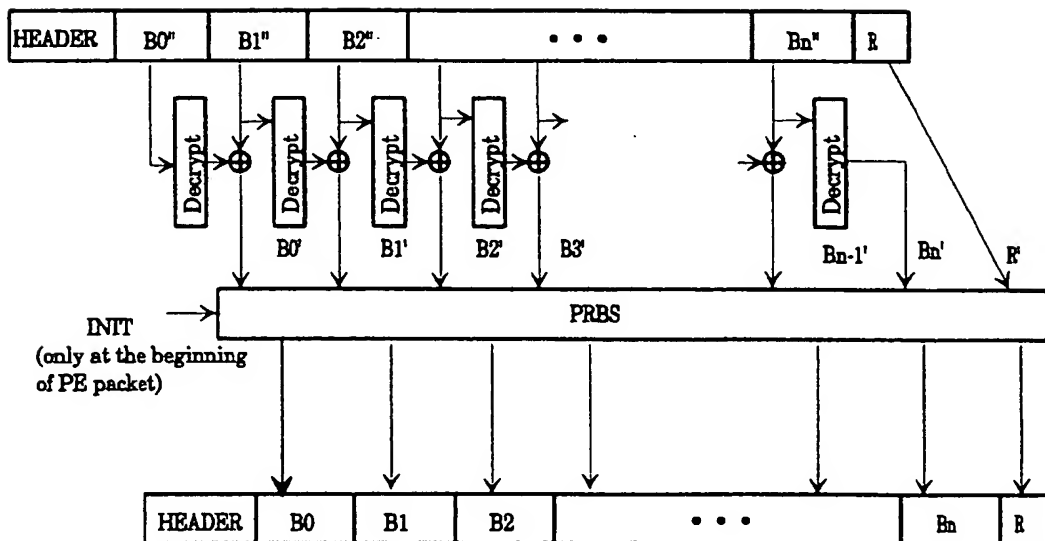 HEADER B0" B1" B2" • • • Bn" R
Decrypt Decrypt Decrypt Decrypt Decrypt
B0' B1' B2' B3' Bn-1' Bn' R'
PRBS
INIT
(only at the beginning
of PE packet)
HEADER B0 B1 B2 • • • Bn R